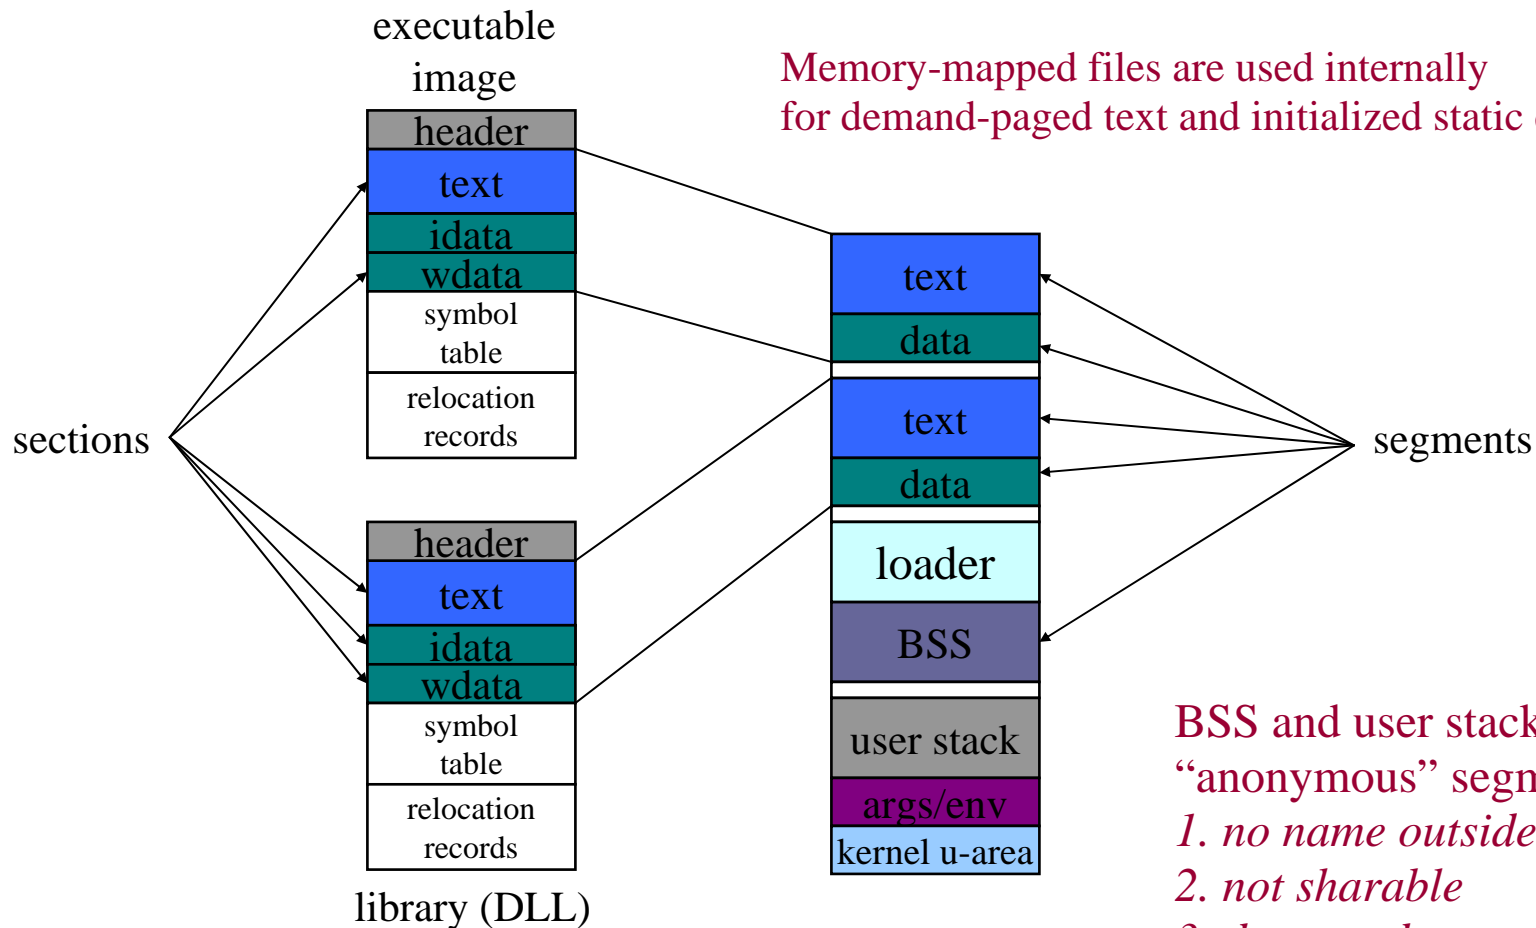 executable
image
Memory-mapped files are used internally
for demand-paged text and initialized static
header
text
idata
wdata
symbol
table
relocation
records
sections
header
text
idata
wdata
symbol
table
relocation
records
library (DLL)
text
data
text
data
loader
BSS
user stack
args/env
kernel u-area
segments
BSS and user stack
“anonymous”
1. no name outside
2. not sharable